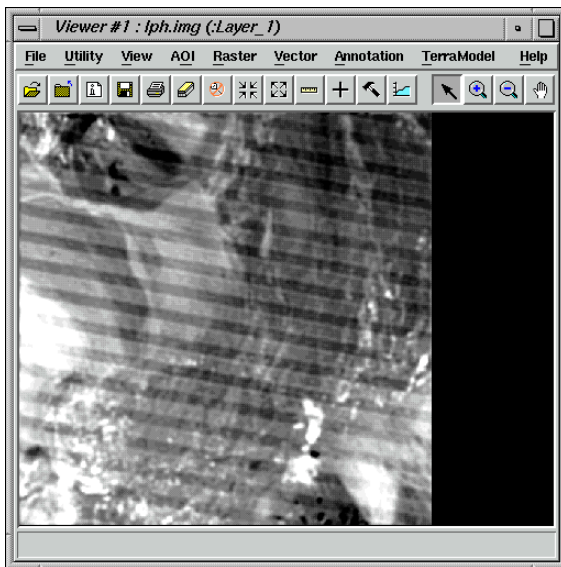 Viewer #1 : lph.img (:Layer_1)
File Utility View AOI Raster Vector Annotation TerraModel Help